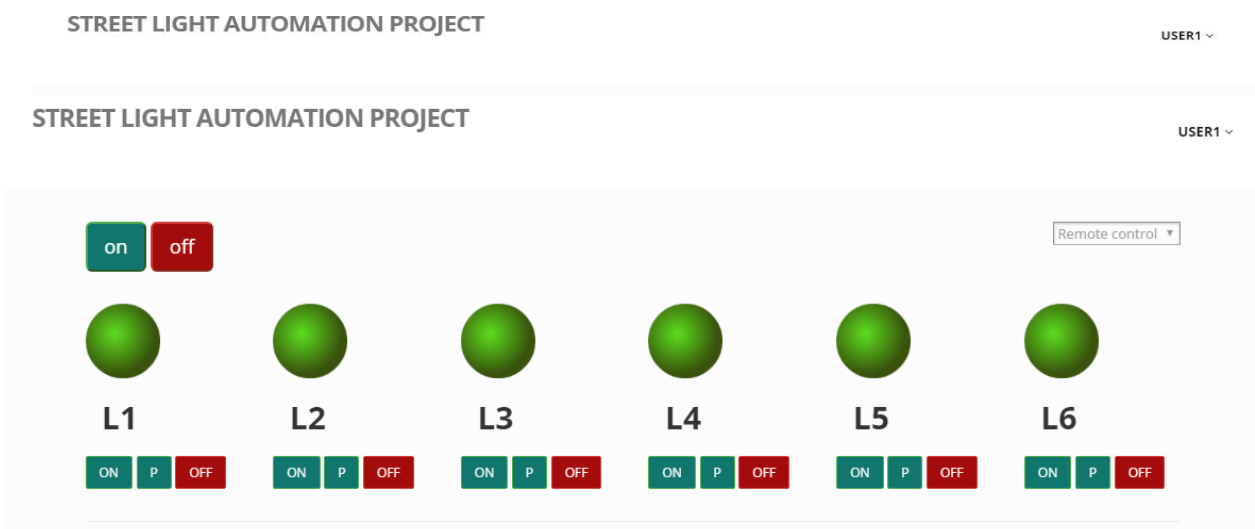 STREET LIGHT AUTOMATION PROJECT
USER1
STREET LIGHT AUTOMATION PROJECT
USER1
on off Remote control
L1 L2 L3 L4 L5 L6
ON P OFF ON P OFF ON P OFF ON P OFF ON P OFF ON P OFF